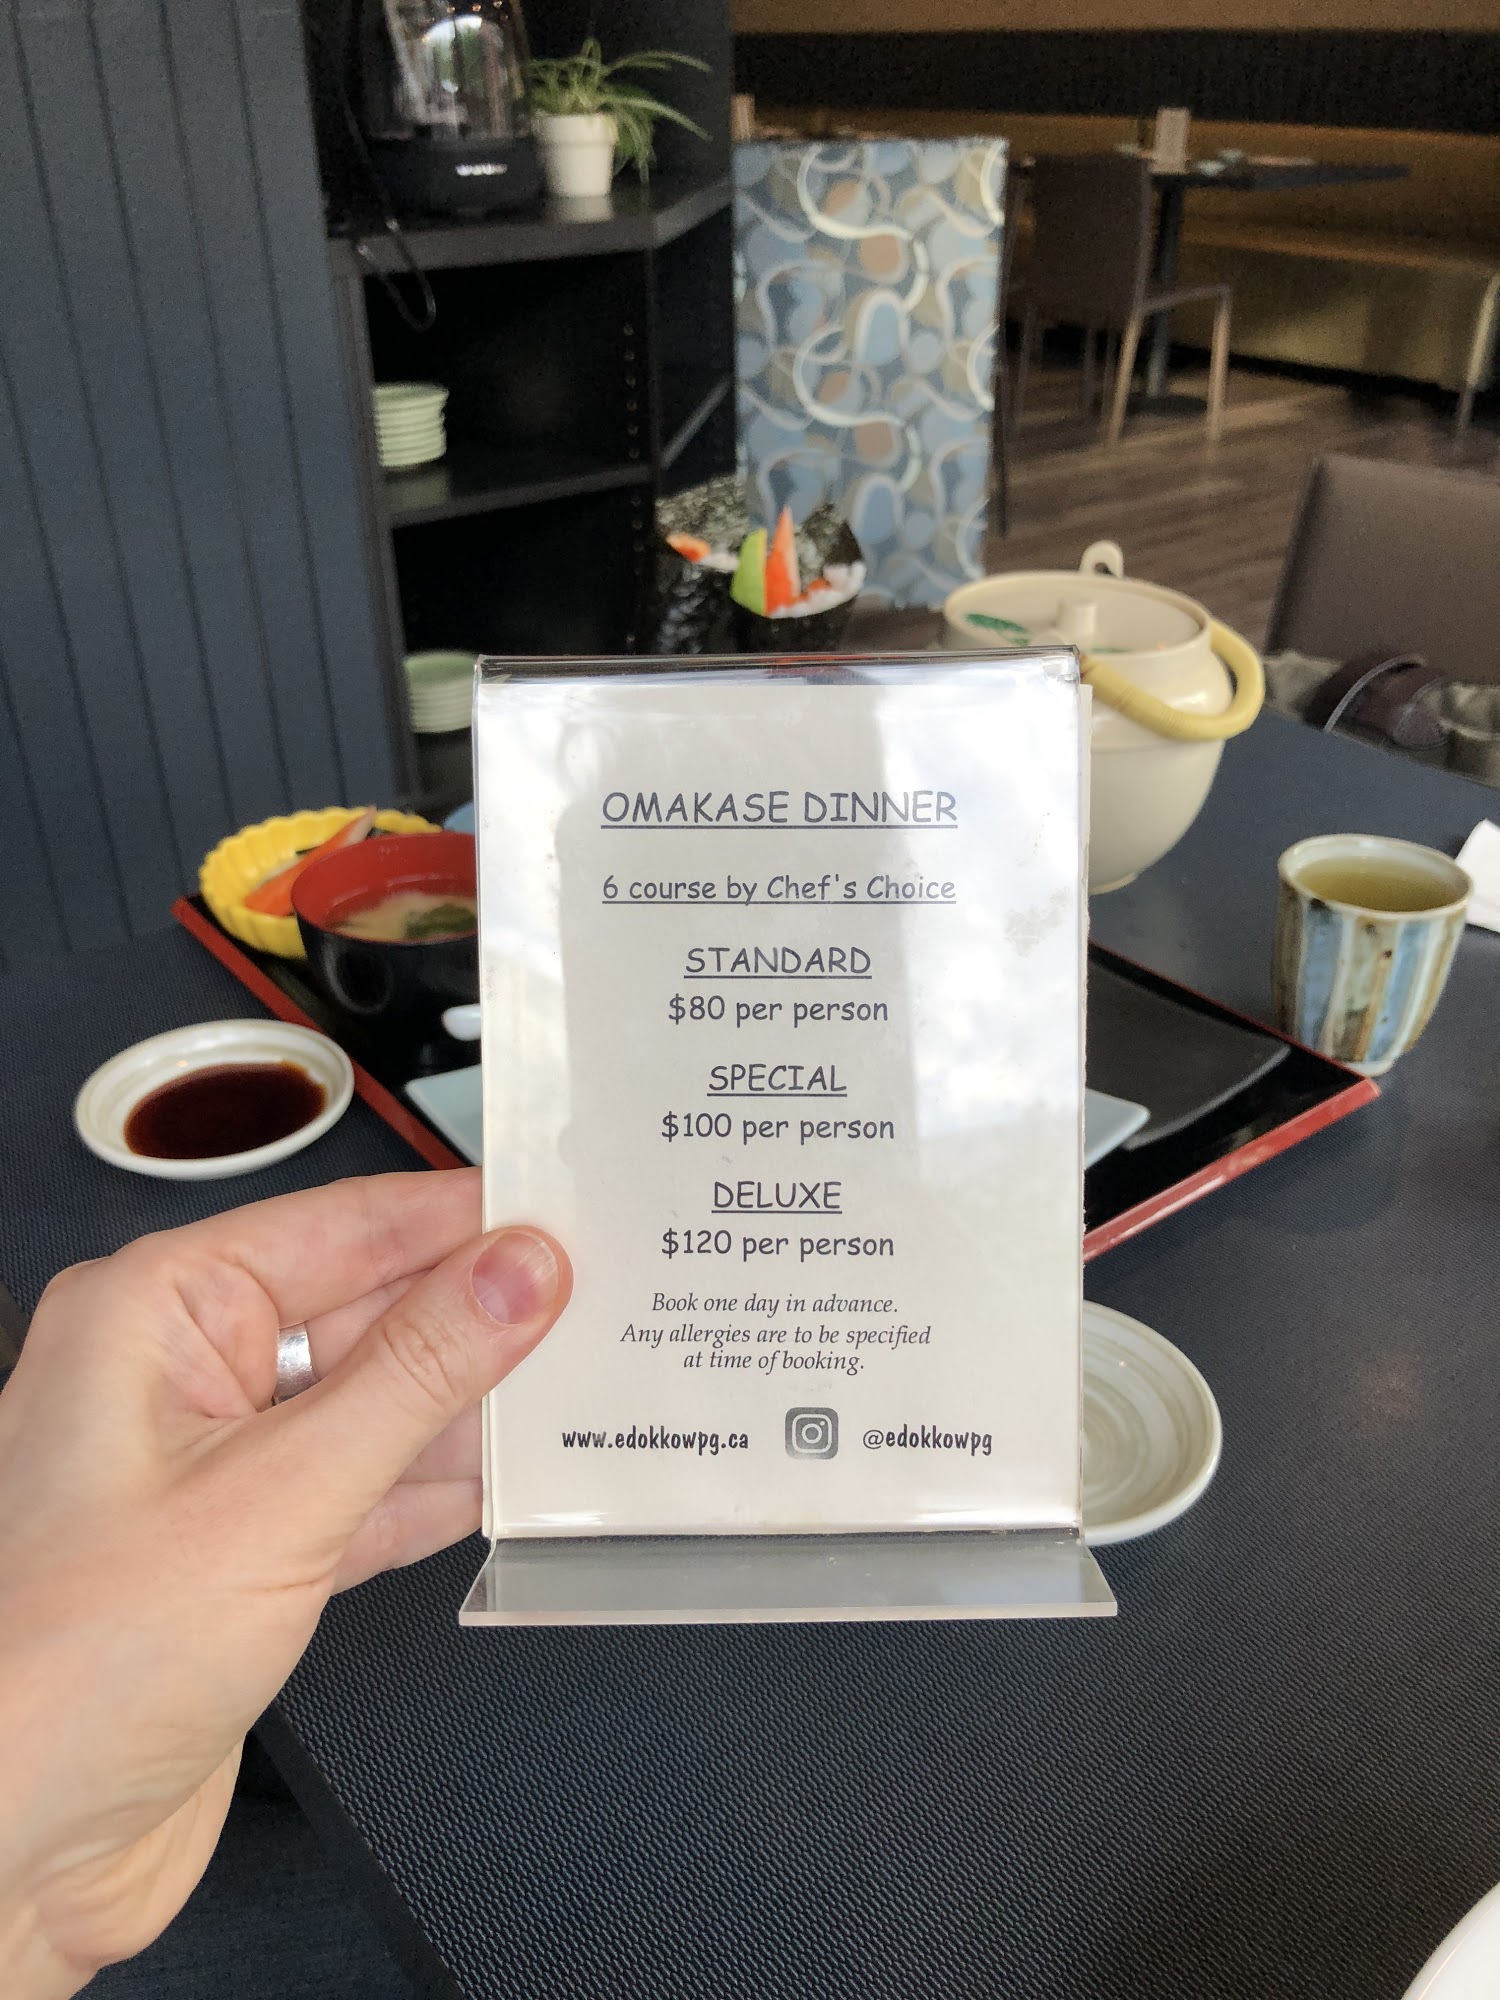 OMAKASE DINNER
6 course by Chef's Choice
STANDARD
$80 per person
SPECIAL
$100 per person
DELUXE
$120 per person
Book one day in advance.
Any allergies are to be specified
at time of booking.
www.edokkowpg.ca @edokkowpg